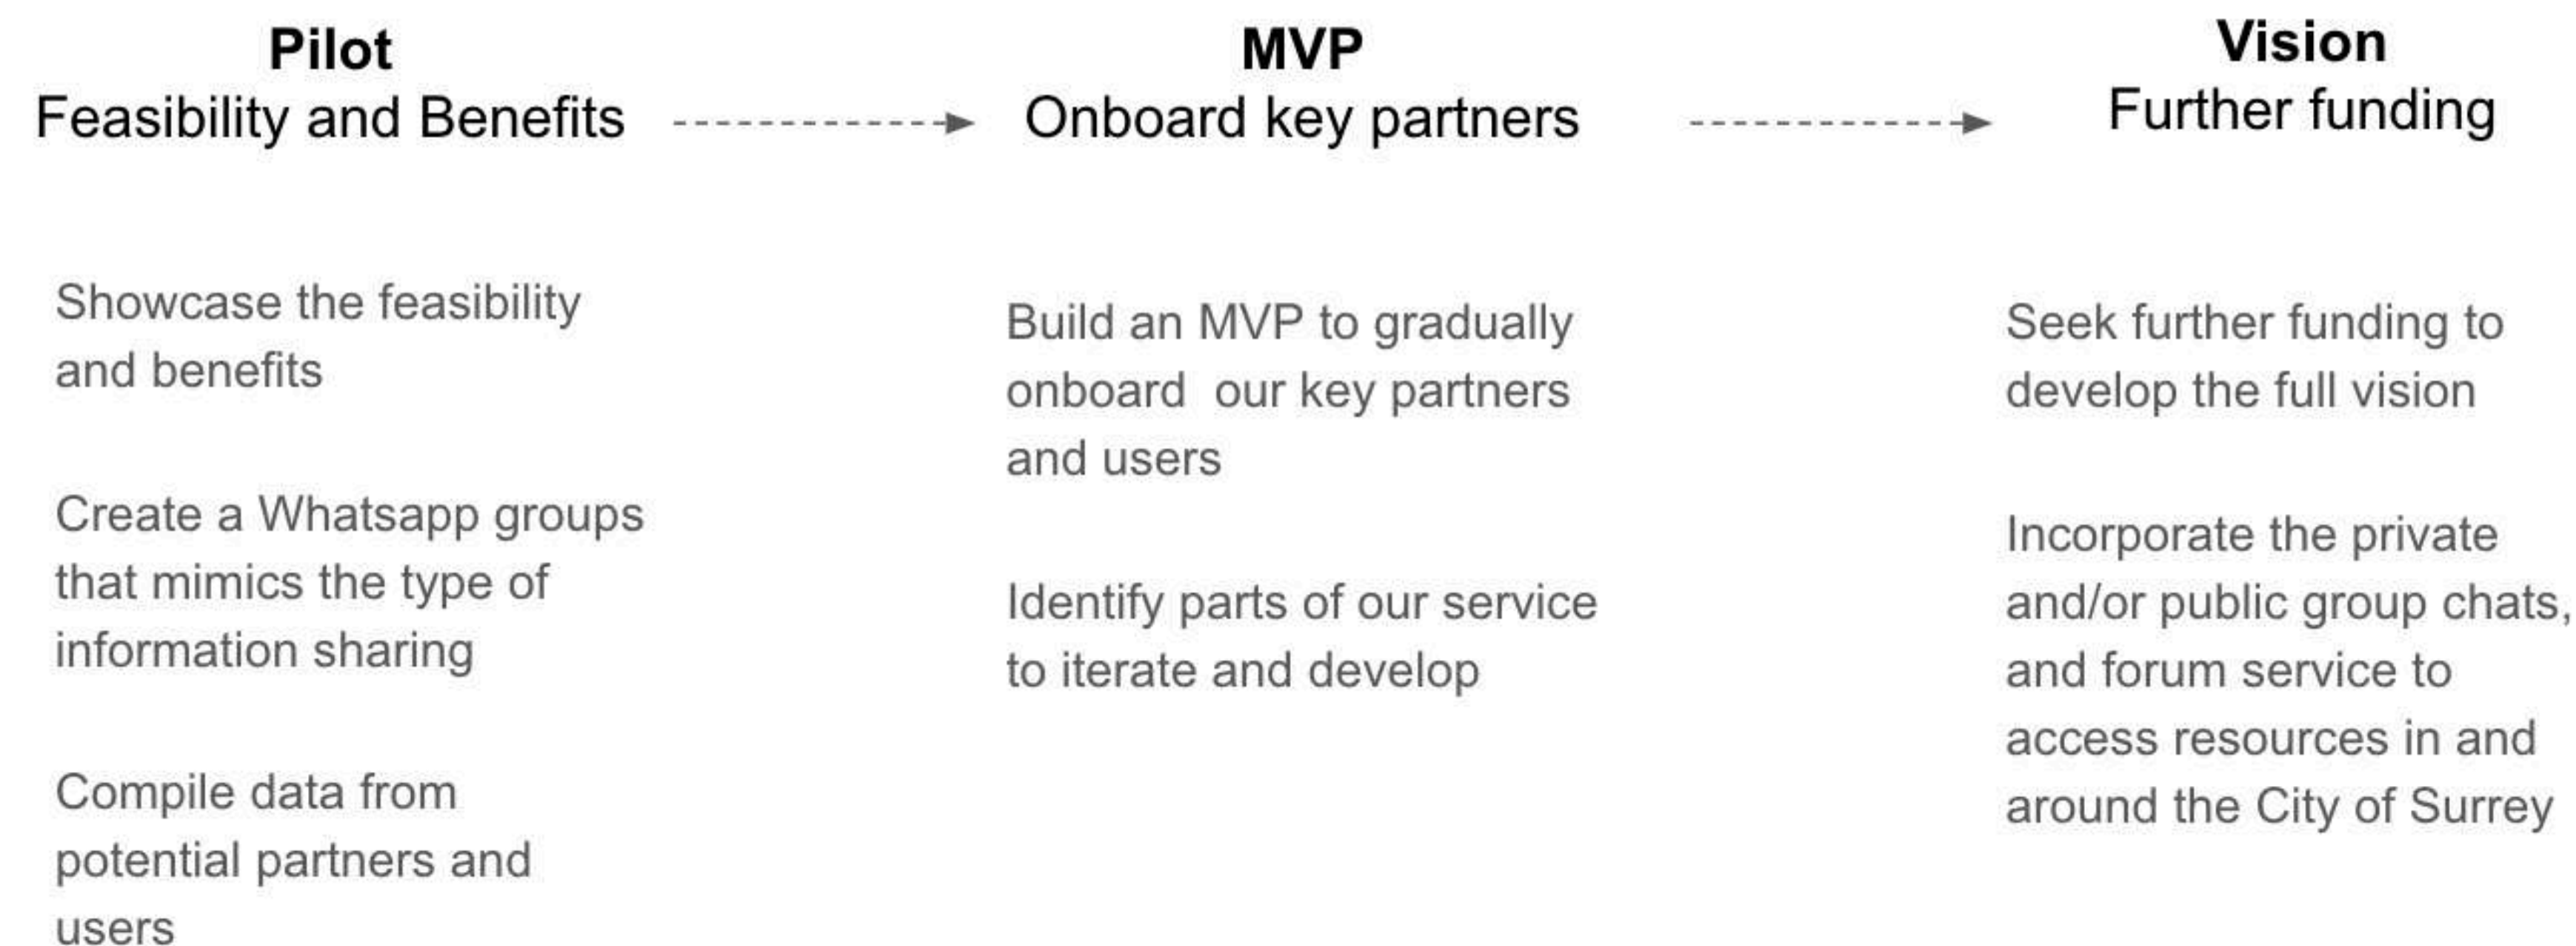 Pilot
Feasibility and Benefits
MVP
Onboard key partners
Vision
Further funding
Showcase the feasibility
and benefits
Create a Whatsapp groups
that mimics the type of
information sharing
Compile data from
potential partners and
users
Build an MVP to gradually
onboard  our key partners
and users
Identify parts of our service
to iterate and develop
Seek further funding to
develop the full vision
Incorporate the private
and/or public group chats,
and forum service to
access resources in and
around the City of Surrey